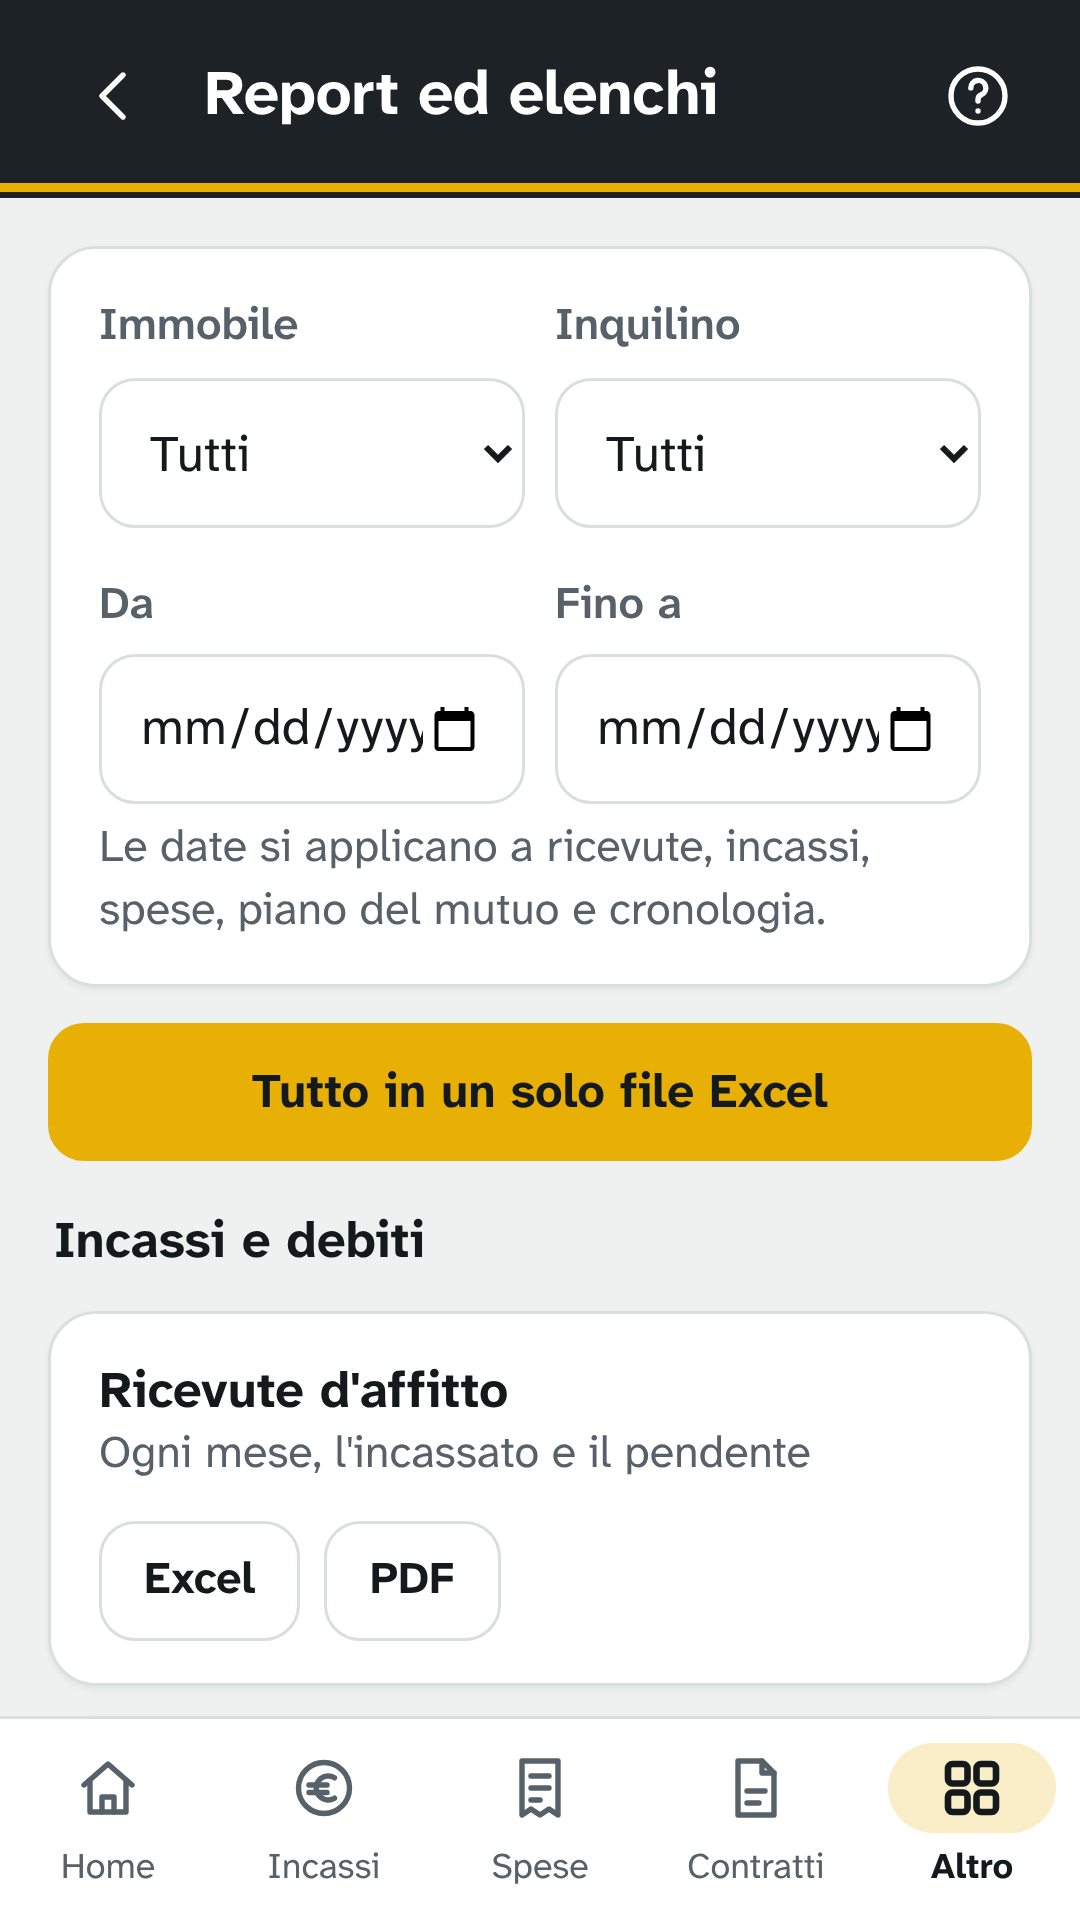 Report ed elenchi
Immobile
Inquilino
Tutti
Tutti
Da
Fino a
mm/dd/yyyy
mm/dd/yyyy
Le date si applicano a ricevute, incassi,
spese, piano del mutuo e cronologia.
Tutto in un solo file Excel
Incassi e debiti
Ricevute d'affitto
Ogni mese, l'incassato e il pendente
Excel
PDF
Home
Incassi
Spese
Contratti
Altro